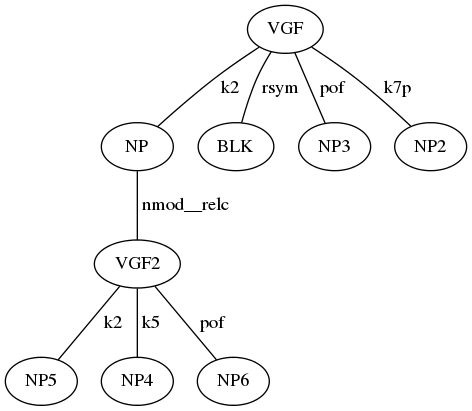 VGF
k2 rsym pof k7p
NP BLK NP3 NP2
nmod__relc
VGF2
k2 k5 pof
NP5 NP4 NP6